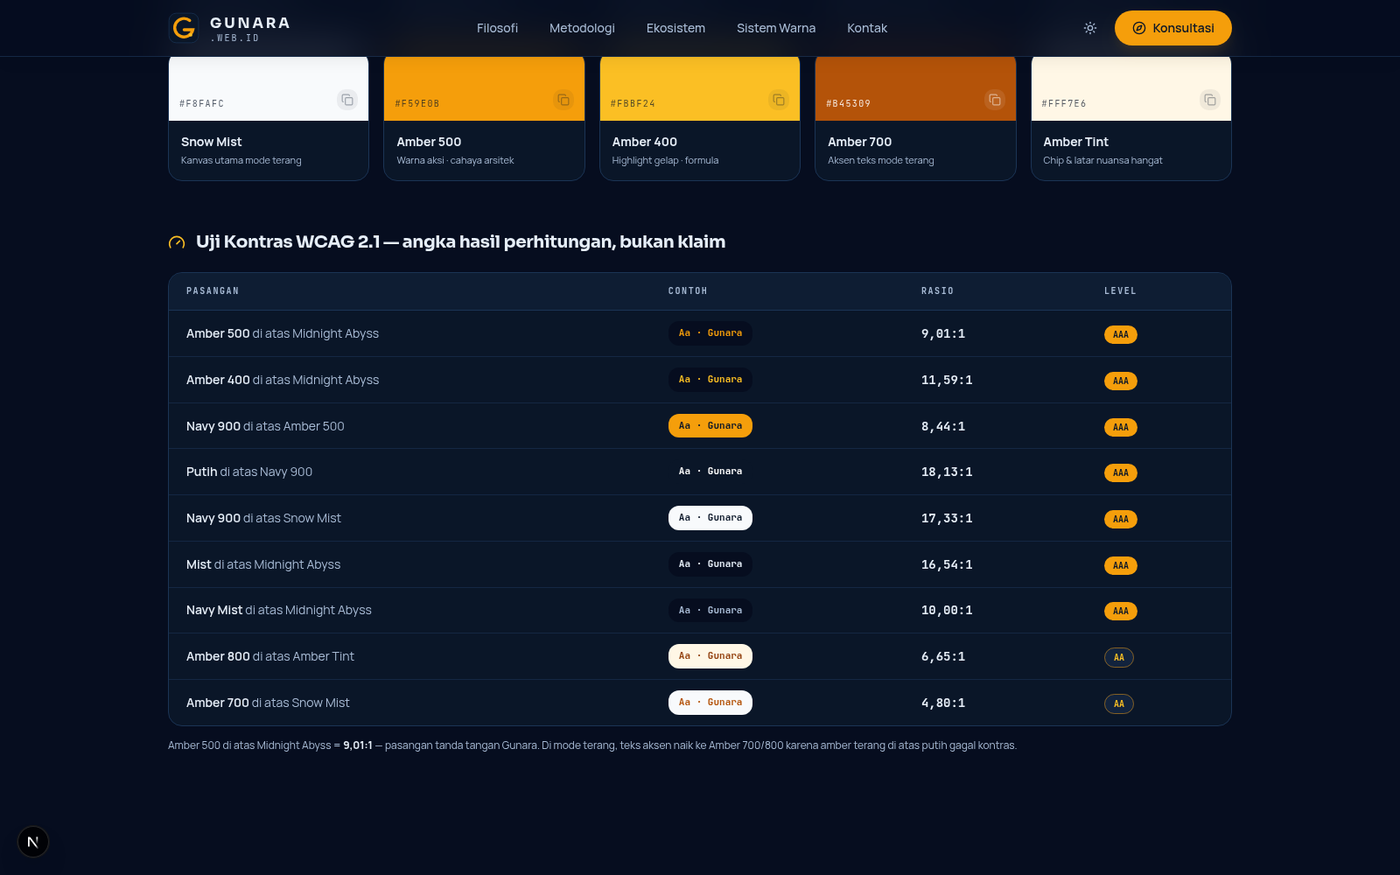 GUNARA
.WEB.ID
Filosofi
Metodologi
Ekosistem
Sistem Warna
Kontak
Konsultasi
#F8FAFC
#F59E0B
#FBBF24
#B45309
#FFF7E6
Snow Mist
Kanvas utama mode terang
Amber 500
Warna aksi · cahaya arsitek
Amber 400
Highlight gelap · formula
Amber 700
Aksen teks mode terang
Amber Tint
Chip & latar nuansa hangat
Uji Kontras WCAG 2.1 — angka hasil perhitungan, bukan klaim
PASANGAN CONTOH RASIO LEVEL
Amber 500 di atas Midnight Abyss Aa · Gunara 9,01:1 AAA
Amber 400 di atas Midnight Abyss Aa · Gunara 11,59:1 AAA
Navy 900 di atas Amber 500 Aa · Gunara 8,44:1 AAA
Putih di atas Navy 900 Aa · Gunara 18,13:1 AAA
Navy 900 di atas Snow Mist Aa · Gunara 17,33:1 AAA
Mist di atas Midnight Abyss Aa · Gunara 16,54:1 AAA
Navy Mist di atas Midnight Abyss Aa · Gunara 10,00:1 AAA
Amber 800 di atas Amber Tint Aa · Gunara 6,65:1 AA
Amber 700 di atas Snow Mist Aa · Gunara 4,80:1 AA
Amber 500 di atas Midnight Abyss = 9,01:1 — pasangan tanda tangan Gunara. Di mode terang, teks aksen naik ke Amber 700/800 karena amber terang di atas putih gagal kontras.
N